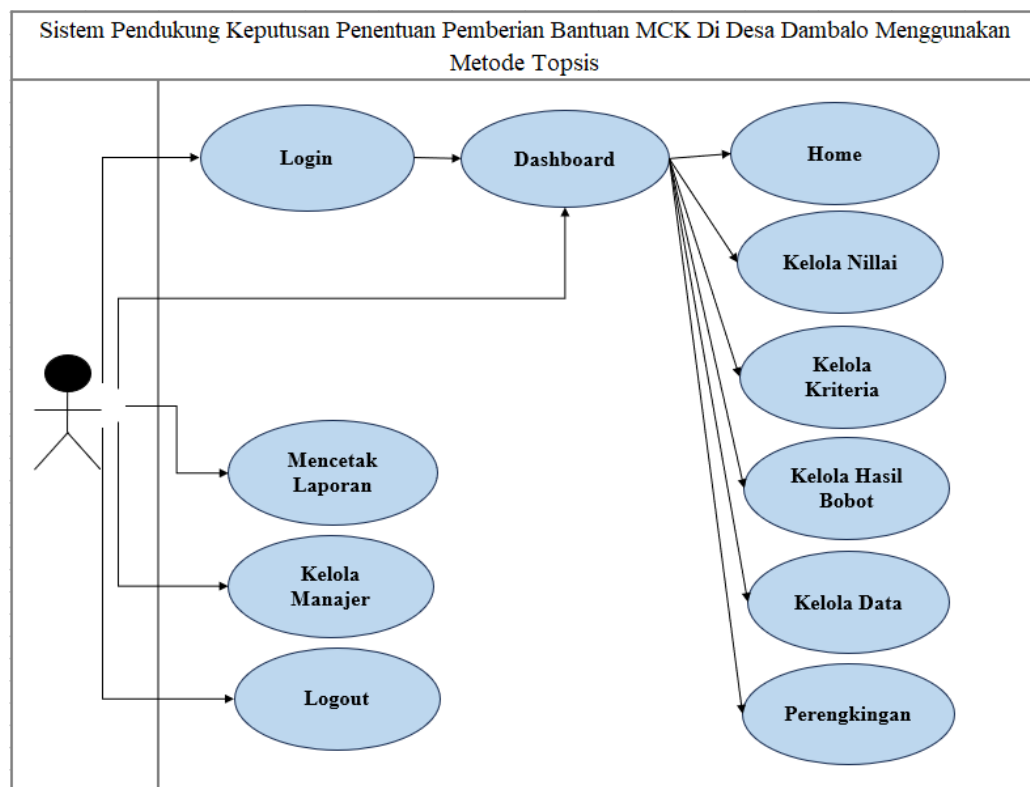 Sistem Pendukung Keputusan Penentuan Pemberian Bantuan MCK Di Desa Dambalo Menggunakan
Metode Topsis
Login
Dashboard
Home
Kelola Nillai
Kelola
Kriteria
Mencetak
Laporan
Kelola Hasil
Bobot
Kelola
Manajer
Kelola Data
Logout
Perengkingan